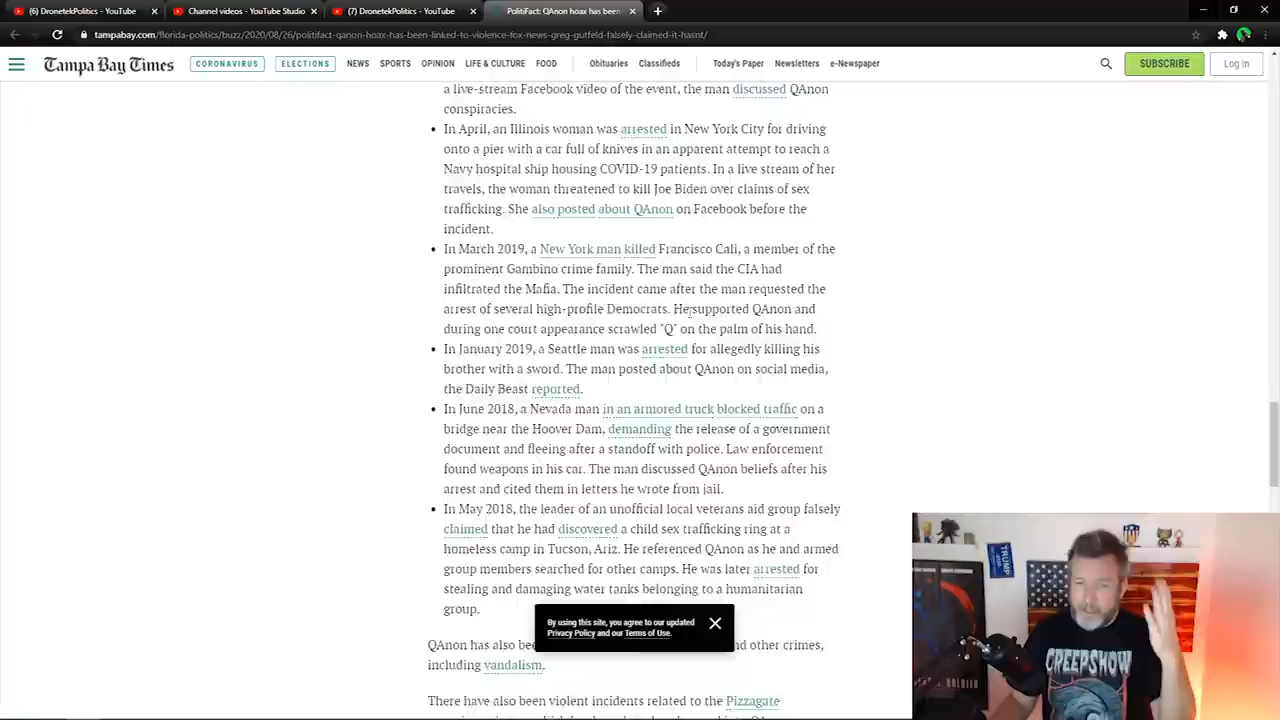 (6) DronetekPolitics - YouTube
Channel videos - YouTube Studio
(7) DronetekPolitics - YouTube
PolitiFact: QAnon hoax has been
tampabay.com/florida-politics/buzz/2020/08/26/politifact-qanon-hoax-has-been-linked-to-violence-fox-news-greg-gutfeld-falsely-claimed-it-hasnt/
Tampa Bay Times
CORONAVIRUS
ELECTIONS
NEWS
SPORTS
OPINION
LIFE & CULTURE
FOOD
Obituaries
Classifieds
Today's Paper
Newsletters
e-Newspaper
SUBSCRIBE
Log in
a live-stream Facebook video of the event, the man discussed QAnon
conspiracies.
• In April, an Illinois woman was arrested in New York City for driving
onto a pier with a car full of knives in an apparent attempt to reach a
Navy hospital ship housing COVID-19 patients. In a live stream of her
travels, the woman threatened to kill Joe Biden over claims of sex
trafficking. She also posted about QAnon on Facebook before the
incident.
• In March 2019, a New York man killed Francisco Cali, a member of the
prominent Gambino crime family. The man said the CIA had
infiltrated the Mafia. The incident came after the man requested the
arrest of several high-profile Democrats. He supported QAnon and
during one court appearance scrawled "Q" on the palm of his hand.
• In January 2019, a Seattle man was arrested for allegedly killing his
brother with a sword. The man posted about QAnon on social media,
the Daily Beast reported.
• In June 2018, a Nevada man in an armored truck blocked traffic on a
bridge near the Hoover Dam, demanding the release of a government
document and fleeing after a standoff with police. Law enforcement
found weapons in his car. The man discussed QAnon beliefs after his
arrest and cited them in letters he wrote from jail.
• In May 2018, the leader of an unofficial local veterans aid group falsely
claimed that he had discovered a child sex trafficking ring at a
homeless camp in Tucson, Ariz. He referenced QAnon as he and armed
group members searched for other camps. He was later arrested for
stealing and damaging water tanks belonging to a humanitarian
group.
By using this site, you agree to our updated
Privacy Policy and our Terms of Use.
QAnon has also nd other crimes,
including vandalism.
There have also been violent incidents related to the Pizzagate
TRUMP
CREEPSHOW